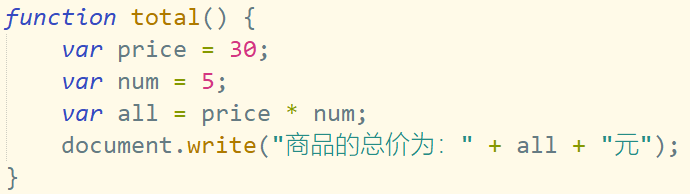 function total() {
    var price = 30;
    var num = 5;
    var all = price * num;
    document.write("商品的总价为：" + all + "元");
}